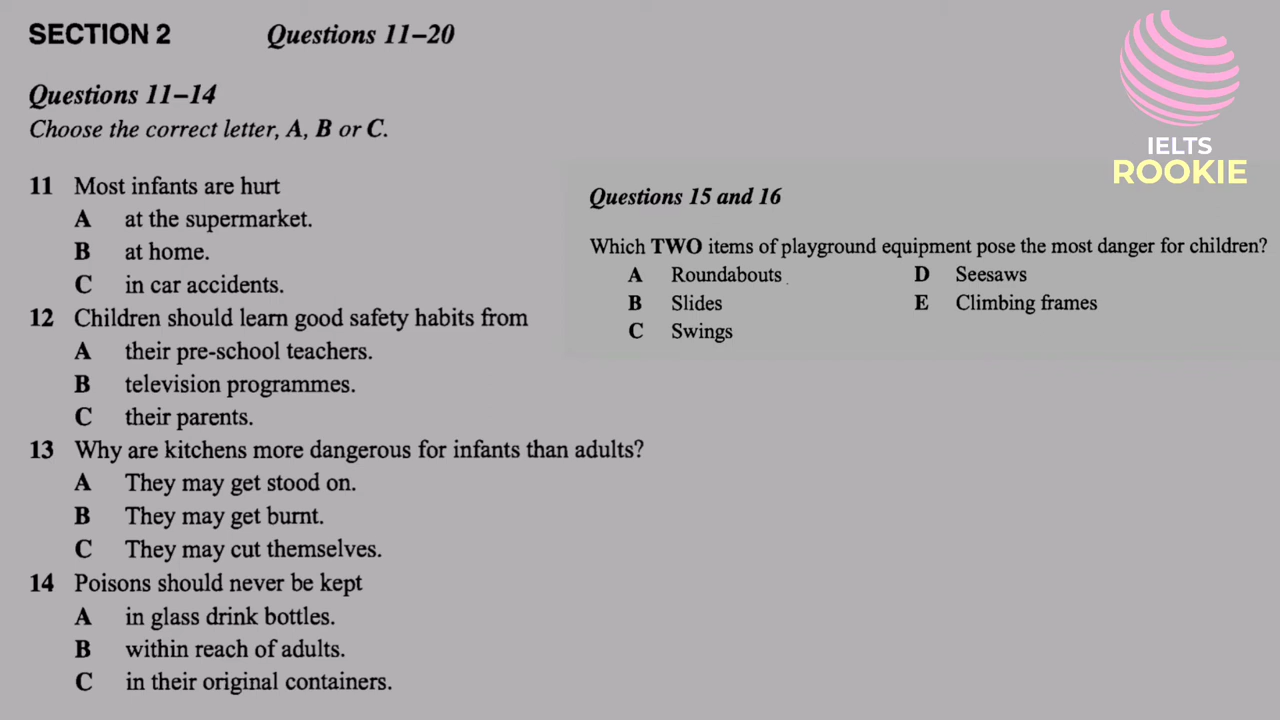 SECTION 2 Questions 11–20
Questions 11–14
Choose the correct letter, A, B or C.
11 Most infants are hurt
A at the supermarket.
B at home.
C in car accidents.
12 Children should learn good safety habits from
A their pre-school teachers.
B television programmes.
C their parents.
13 Why are kitchens more dangerous for infants than adults?
A They may get stood on.
B They may get burnt.
C They may cut themselves.
14 Poisons should never be kept
A in glass drink bottles.
B within reach of adults.
C in their original containers.
IELTS
ROOKIE
Questions 15 and 16
Which TWO items of playground equipment pose the most danger for children?
A Roundabouts D Seesaws
B Slides E Climbing frames
C Swings